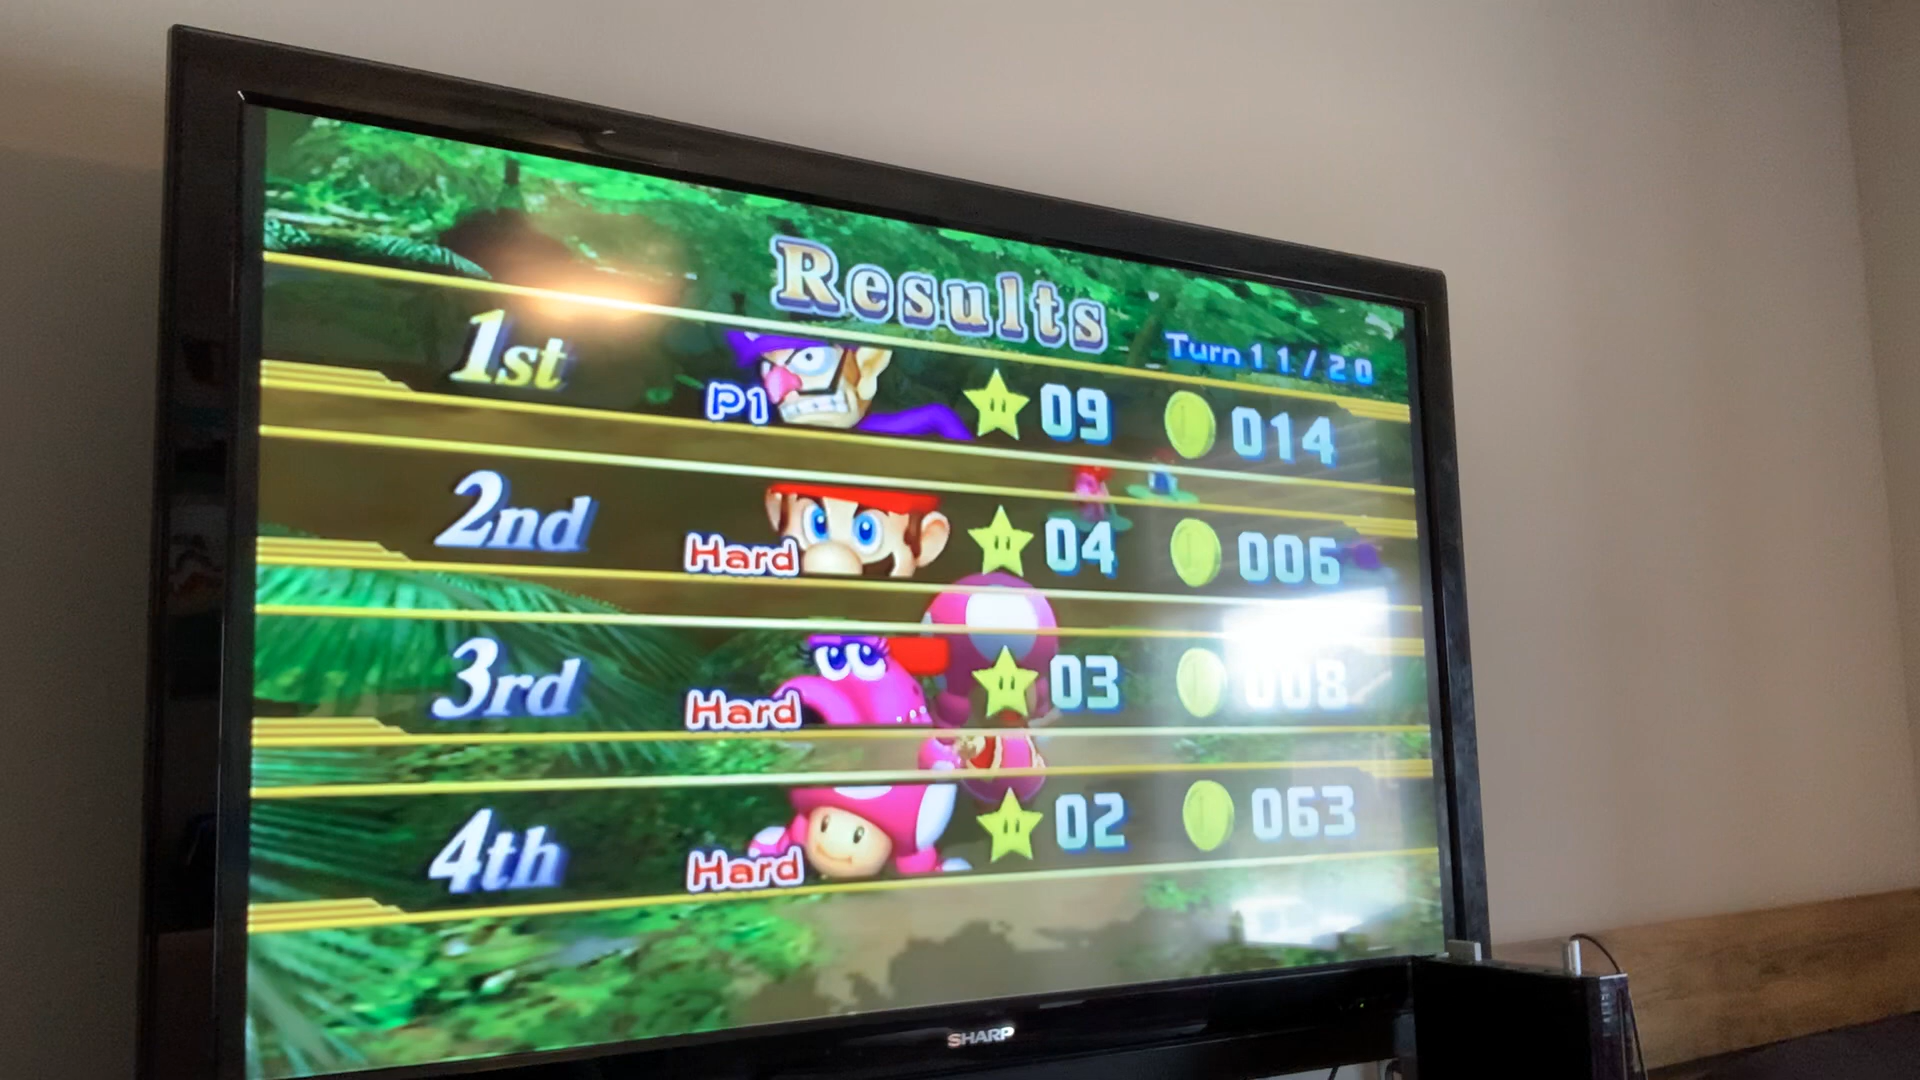 Results
Turn 11/20
1st P1 09 014
2nd Hard 04 006
3rd Hard 03 008
4th Hard 02 063
SHARP